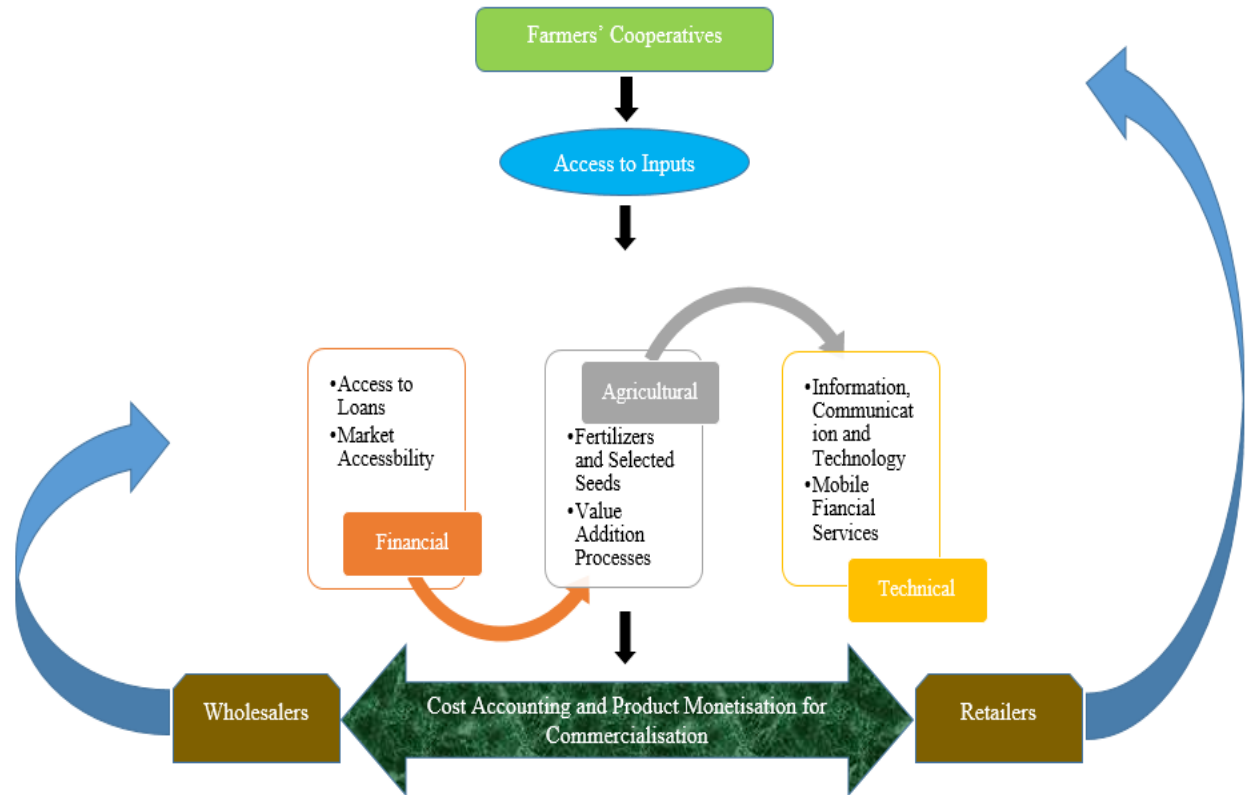 Farmers' Cooperatives
Access to Inputs
•Access to
Loans
•Market
Accessbility
Financial
Agricultural
•Fertilizers
and Selected
Seeds
•Value
Addition
Processes
•Information,
Communicat
ion and
Technology
•Mobile
Fiancial
Services
Technical
Wholesalers
Cost Accounting and Product Monetisation for
Commercialisation
Retailers